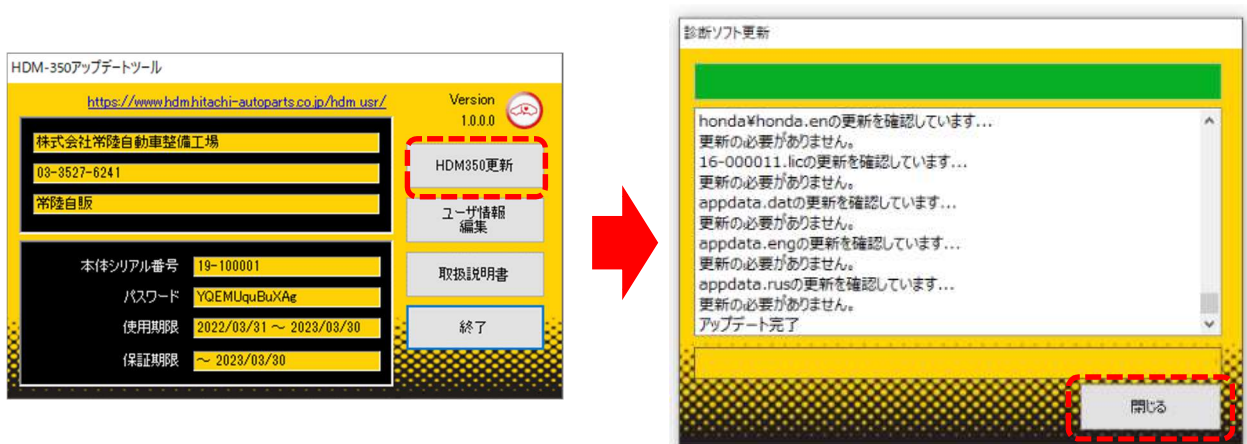 HDM-350アップデートツール
https://www.hdm.hitachi-autoparts.co.jp/hdm_usr/
Version
1.0.0.0
株式会社常陸自動車整備工場
03-3527-6241
常陸自販
HDM350更新
ユーザ情報
編集
取扱説明書
終了
本体シリアル番号 19-100001
パスワード YQEMUquBuXAg
使用期限 2022/03/31 ～ 2023/03/30
保証期限 ～ 2023/03/30
診断ソフト更新
honda¥honda.enの更新を確認しています...
更新の必要がありません。
16-000011.licの更新を確認しています...
更新の必要がありません。
appdata.datの更新を確認しています...
更新の必要がありません。
appdata.engの更新を確認しています...
更新の必要がありません。
appdata.rusの更新を確認しています...
更新の必要がありません。
アップデート完了
閉じる